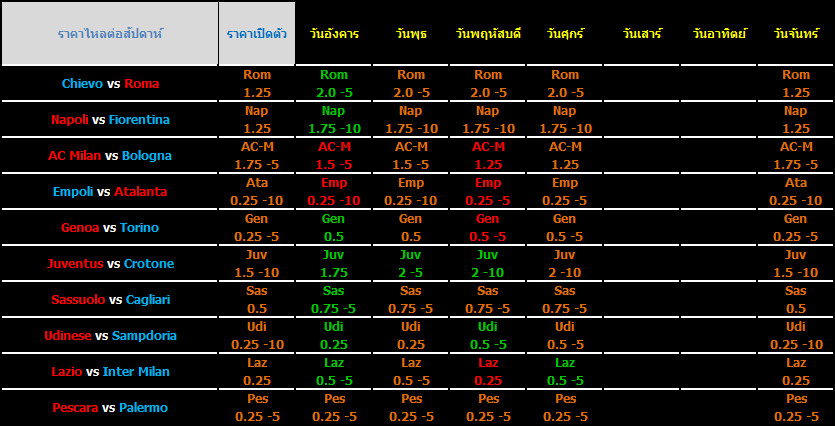 ราคาไหลต่อสัปดาห์ ราคาเปิดตัว วันอังคาร วันพุธ วันพฤหัสบดี วันศุกร์ วันเสาร์ วันอาทิตย์ วันจันทร์
Chievo vs Roma Rom Rom Rom Rom Rom Rom
1.25 2.0 -5 2.0 -5 2.0 -5 2.0 -5 1.25
Napoli vs Fiorentina Nap Nap Nap Nap Nap Nap
1.25 1.75 -10 1.75 -10 1.75 -10 1.75 -10 1.25
AC Milan vs Bologna AC-M AC-M AC-M AC-M AC-M AC-M
1.75 -5 1.5 -5 1.5 -5 1.25 1.25 1.75 -5
Empoli vs Atalanta Ata Emp Emp Emp Emp Ata
0.25 -10 0.25 -10 0.25 -10 0.25 -5 0.25 -5 0.25 -10
Genoa vs Torino Gen Gen Gen Gen Gen Gen
0.25 -5 0.5 0.5 0.5 -5 0.5 -5 0.25 -5
Juventus vs Crotone Juv Juv Juv Juv Juv Juv
1.5 -10 1.75 2 -5 2 -10 2 -10 1.5 -10
Sassuolo vs Cagliari Sas Sas Sas Sas Sas Sas
0.5 0.75 -5 0.75 -5 0.75 -5 0.75 -5 0.5
Udinese vs Sampdoria Udi Udi Udi Udi Udi Udi
0.25 -10 0.25 0.25 0.5 -5 0.5 -5 0.25 -10
Lazio vs Inter Milan Laz Laz Laz Laz Laz Laz
0.25 0.5 -5 0.5 -5 0.25 0.5 -5 0.25
Pescara vs Palermo Pes Pes Pes Pes Pes Pes
0.25 -5 0.25 -5 0.25 -5 0.25 -5 0.25 -5 0.25 -5